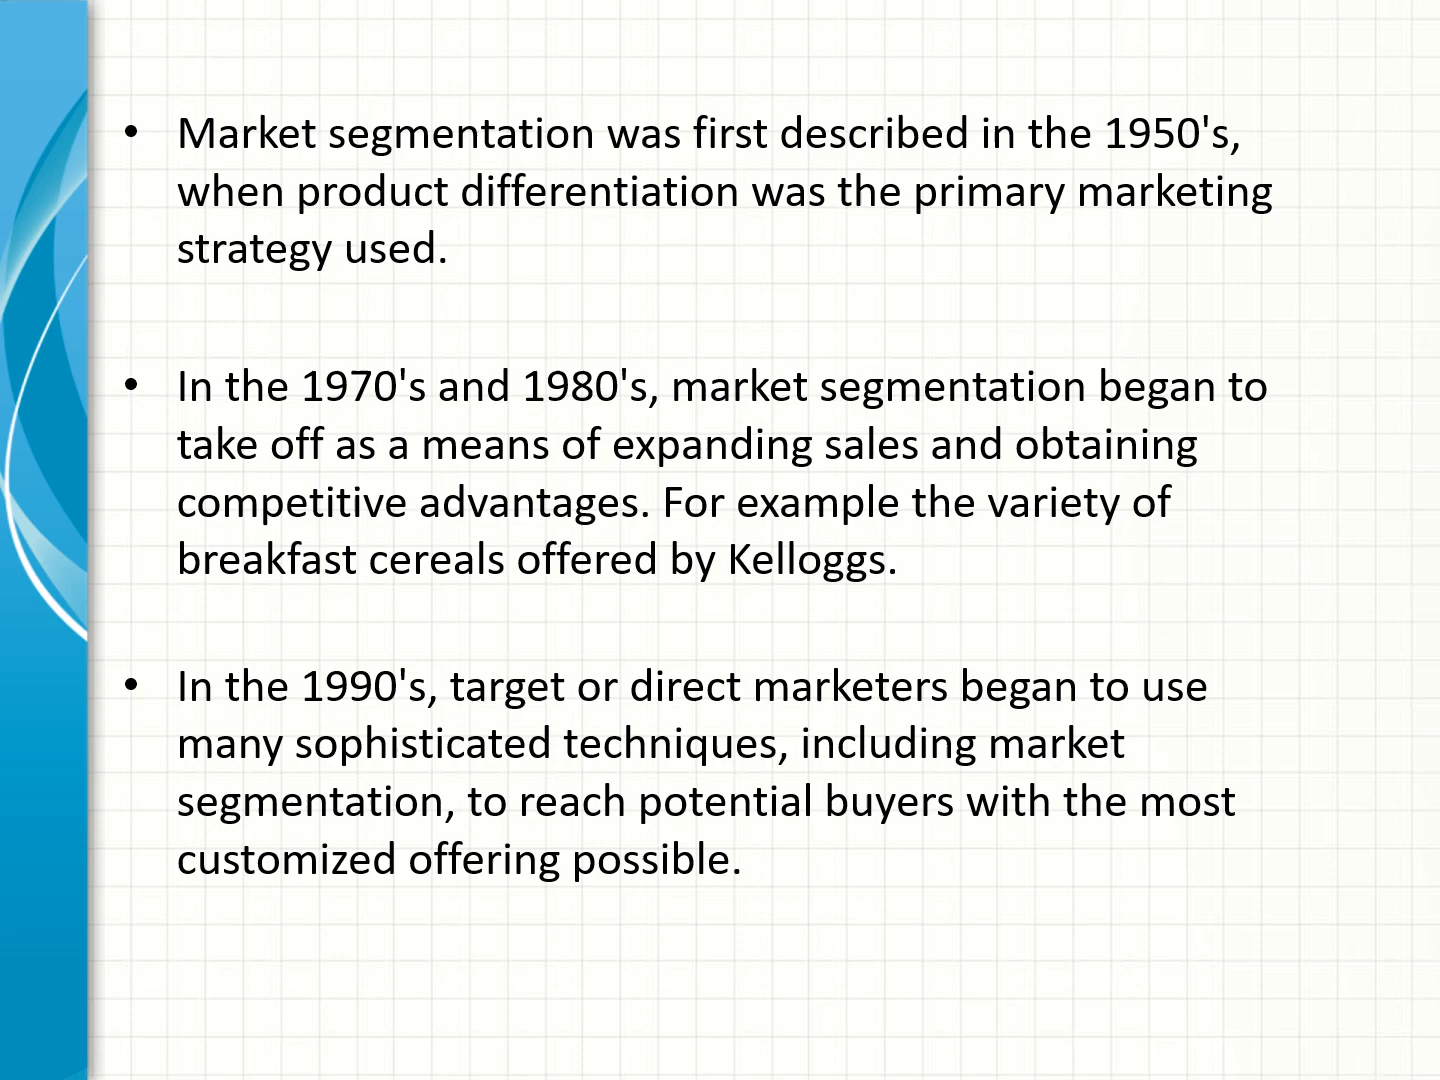 • Market segmentation was first described in the 1950's,
when product differentiation was the primary marketing
strategy used.
• In the 1970's and 1980's, market segmentation began to
take off as a means of expanding sales and obtaining
competitive advantages. For example the variety of
breakfast cereals offered by Kelloggs.
• In the 1990's, target or direct marketers began to use
many sophisticated techniques, including market
segmentation, to reach potential buyers with the most
customized offering possible.